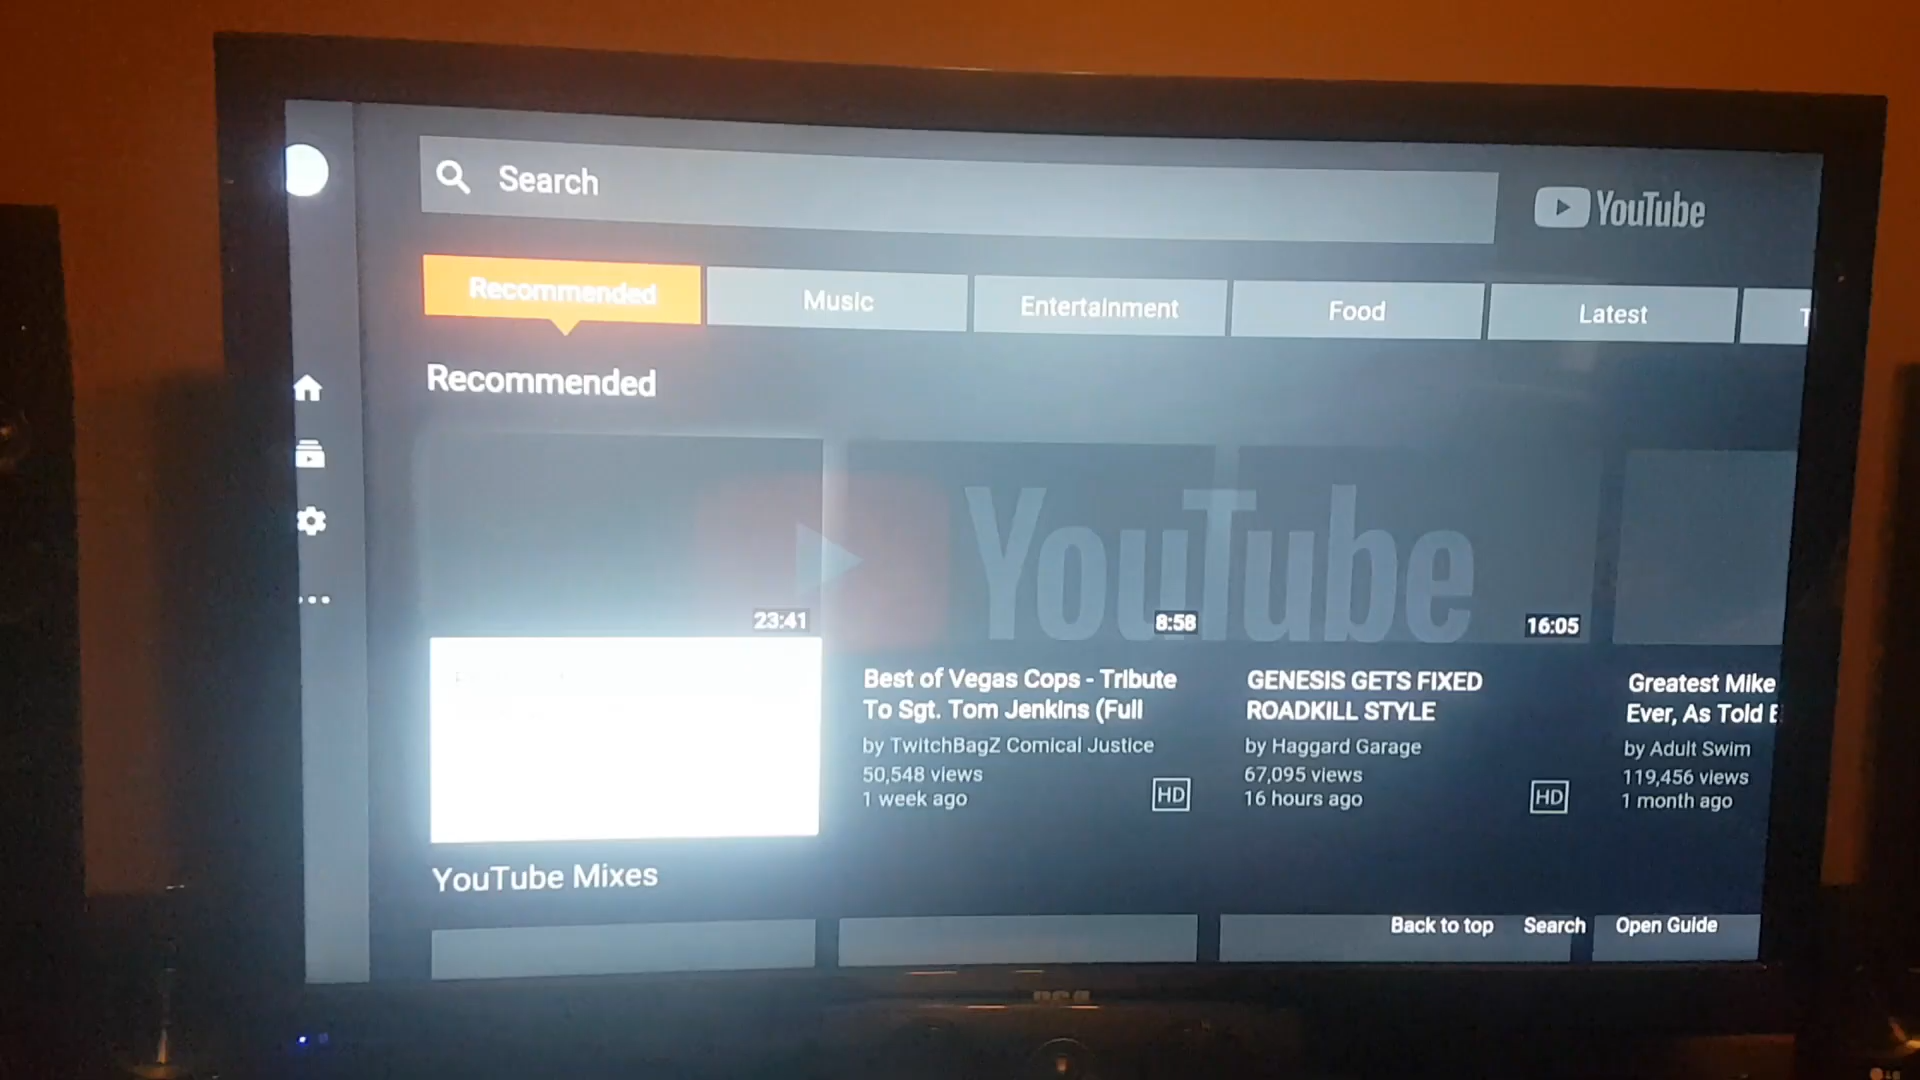 Search
YouTube
Recommended
Music
Entertainment
Food
Latest
T
Recommended
YouTube
23:41
8:58
16:05
Best of Vegas Cops - Tribute
To Sgt. Tom Jenkins (Full
by TwitchBagZ Comical Justice
50,548 views
1 week ago
HD
GENESIS GETS FIXED
ROADKILL STYLE
by Haggard Garage
67,095 views
16 hours ago
HD
Greatest Mike
Ever, As Told
by Adult Swim
119,456 views
1 month ago
YouTube Mixes
Back to top
Search
Open Guide
RCA
LG